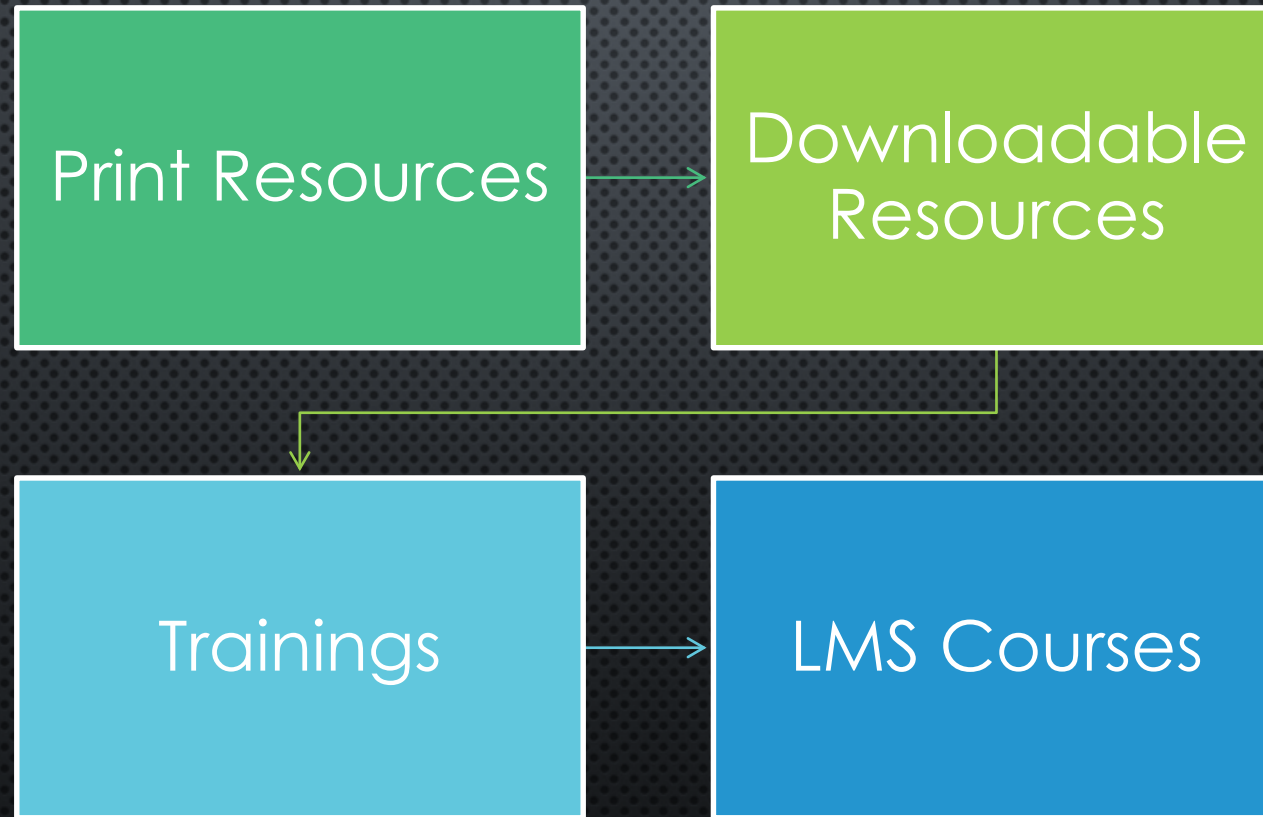 Print Resources
Downloadable
Resources
Trainings
LMS Courses